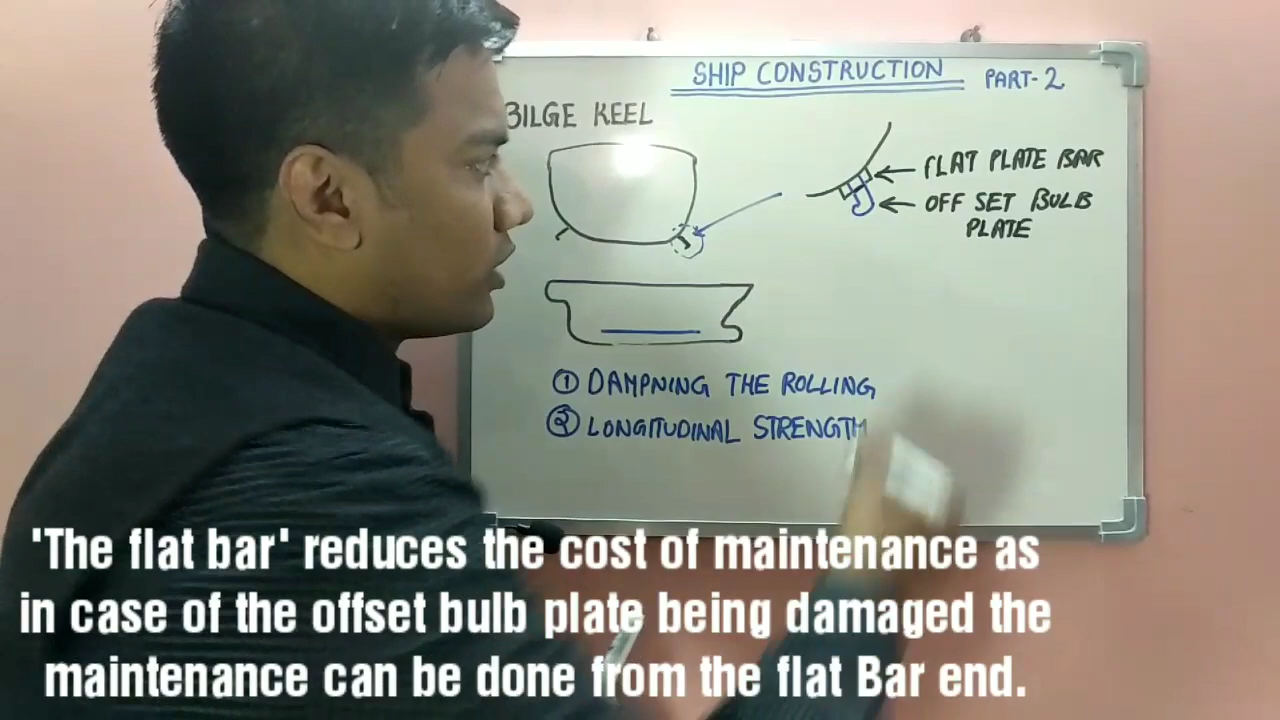 SHIP CONSTRUCTION PART-2
BILGE KEEL
FLAT PLATE BAR
OFF SET BULB
PLATE
① DAMPNING THE ROLLING
② LONGITUDINAL STRENGTH
'The flat bar' reduces the cost of maintenance as
in case of the offset bulb plate being damaged the
maintenance can be done from the flat Bar end.